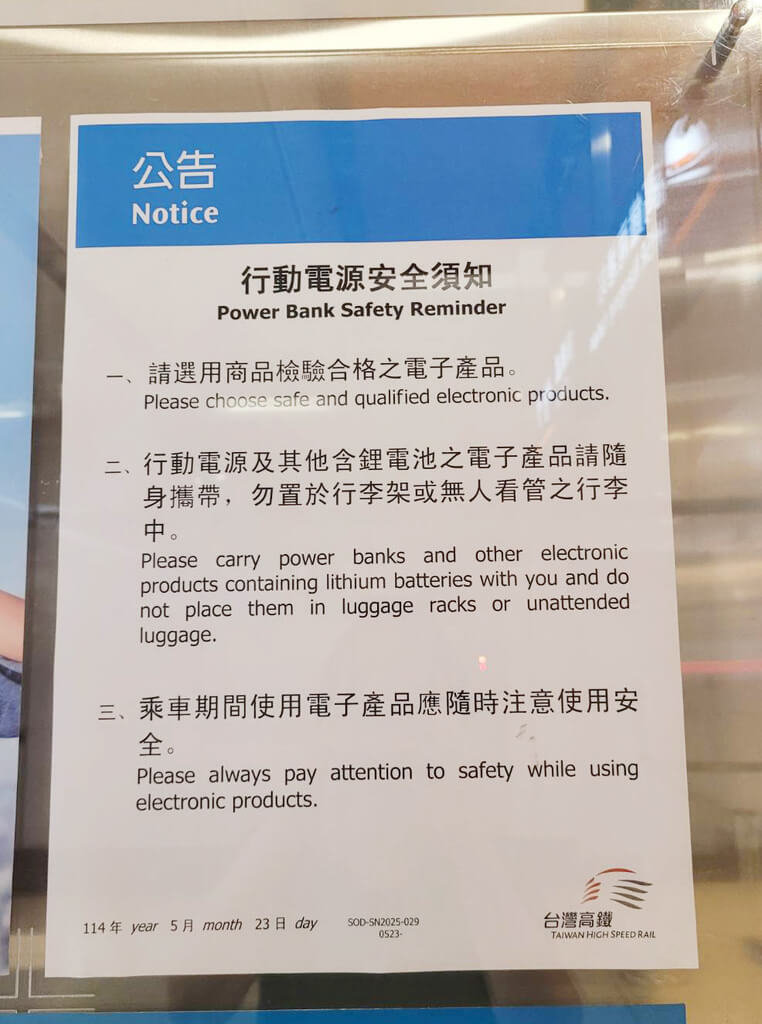 公告
Notice
行動電源安全須知
Power Bank Safety Reminder
一、請選用商品檢驗合格之電子產品。
Please choose safe and qualified electronic products.
二、行動電源及其他含鋰電池之電子產品請隨
身攜帶，勿置於行李架或無人看管之行李
中。
Please carry power banks and other electronic
products containing lithium batteries with you and do
not place them in luggage racks or unattended
luggage.
三、乘車期間使用電子產品應隨時注意使用安
全。
Please always pay attention to safety while using
electronic products.
114 年 year 5 月 month 23 日 day
SOD-SN2025-029
0523-
台灣高鐵
TAIWAN HIGH SPEED RAIL